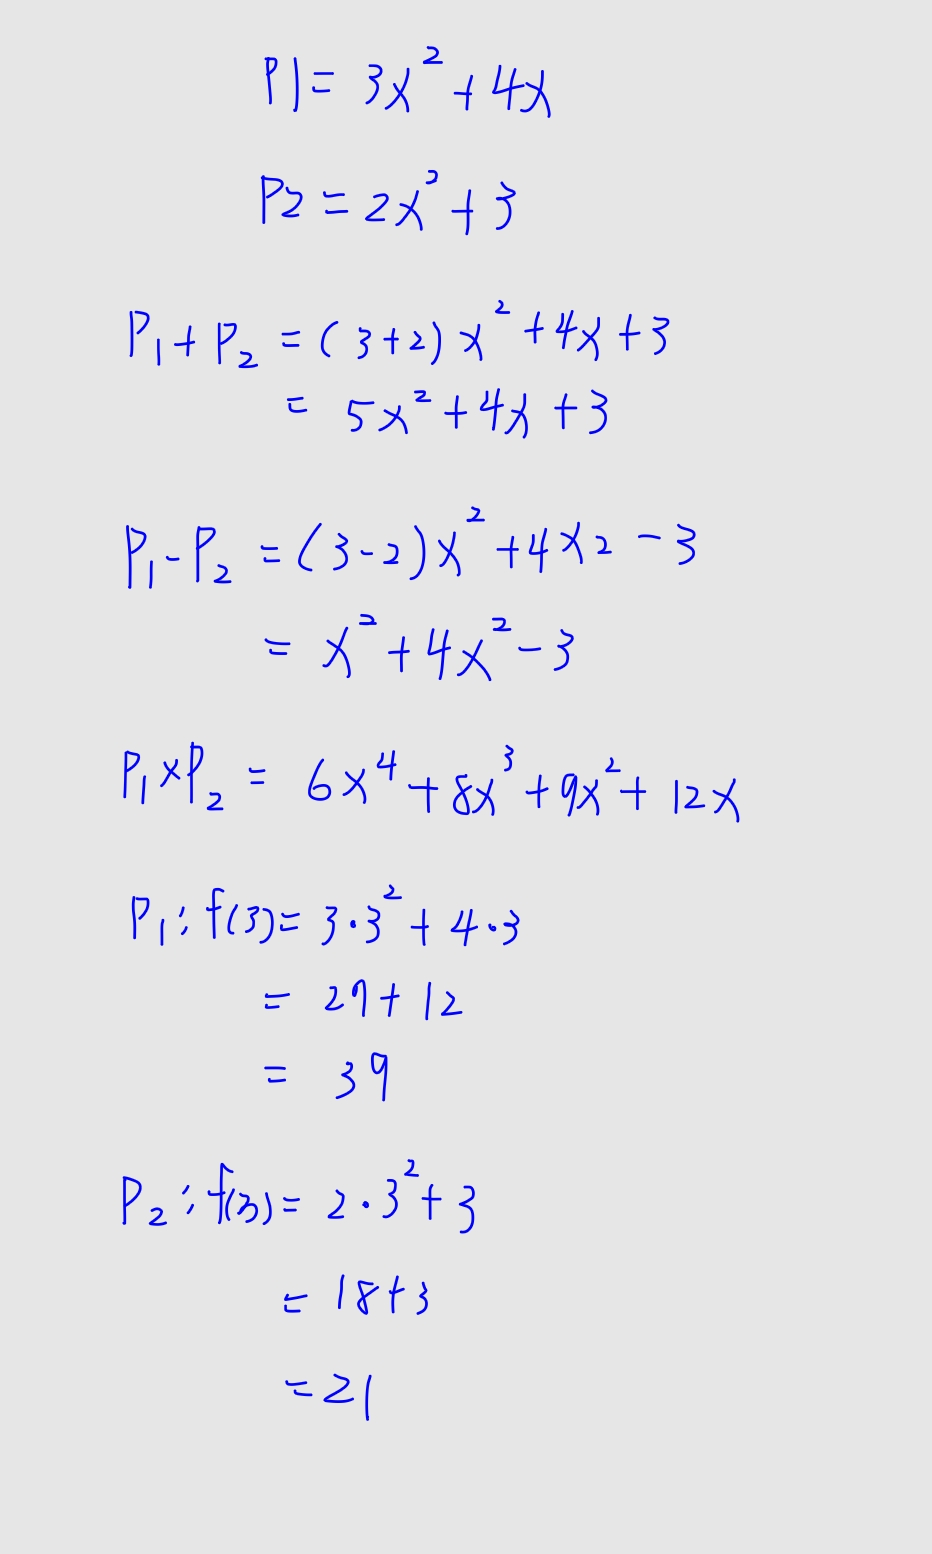 P1 = 3x² + 4x
P2 = 2x² + 3
P₁ + P₂ = (3+2)x² + 4x + 3
= 5x² + 4x + 3
P₁ - P₂ = (3-2)x² + 4x2 - 3
= x² + 4x² - 3
P₁ × P₂ = 6x⁴ + 8x³ + 9x² + 12x
P₁ ; f(3) = 3·3² + 4·3
= 27 + 12
= 39
P₂ ; f(3) = 2·3² + 3
= 18 + 3
= 21